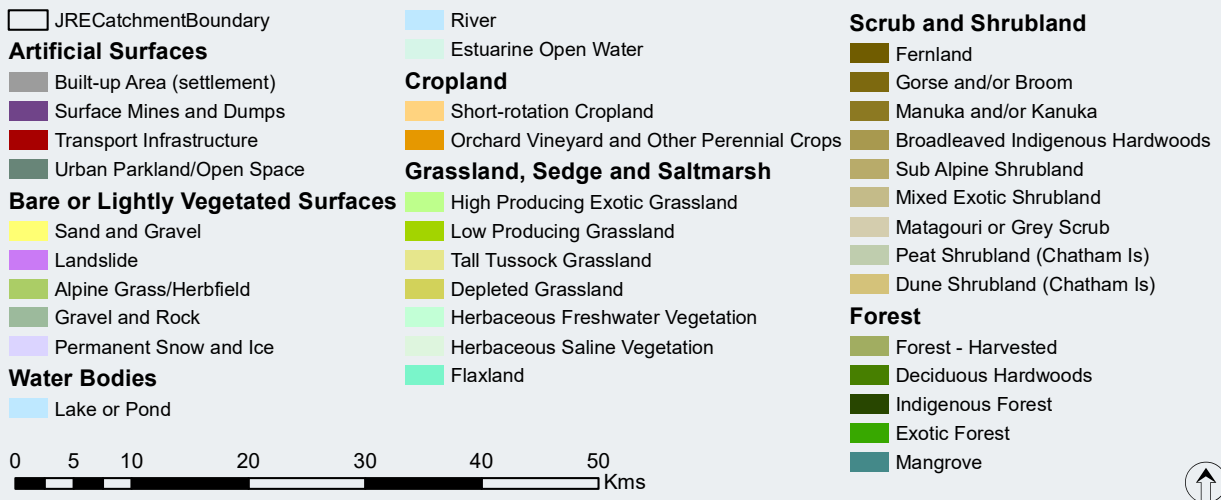 JRECatchmentBoundary
Artificial Surfaces
Built-up Area (settlement)
Surface Mines and Dumps
Transport Infrastructure
Urban Parkland/Open Space
Bare or Lightly Vegetated Surfaces
Sand and Gravel
Landslide
Alpine Grass/Herbfield
Gravel and Rock
Permanent Snow and Ice
Water Bodies
Lake or Pond
River
Estuarine Open Water
Cropland
Short-rotation Cropland
Orchard Vineyard and Other Perennial Crops
Grassland, Sedge and Saltmarsh
High Producing Exotic Grassland
Low Producing Grassland
Tall Tussock Grassland
Depleted Grassland
Herbaceous Freshwater Vegetation
Herbaceous Saline Vegetation
Flaxland
Scrub and Shrubland
Fernland
Gorse and/or Broom
Manuka and/or Kanuka
Broadleaved Indigenous Hardwoods
Sub Alpine Shrubland
Mixed Exotic Shrubland
Matagouri or Grey Scrub
Peat Shrubland (Chatham Is)
Dune Shrubland (Chatham Is)
Forest
Forest - Harvested
Deciduous Hardwoods
Indigenous Forest
Exotic Forest
Mangrove
0 5 10 20 30 40 50
Kms